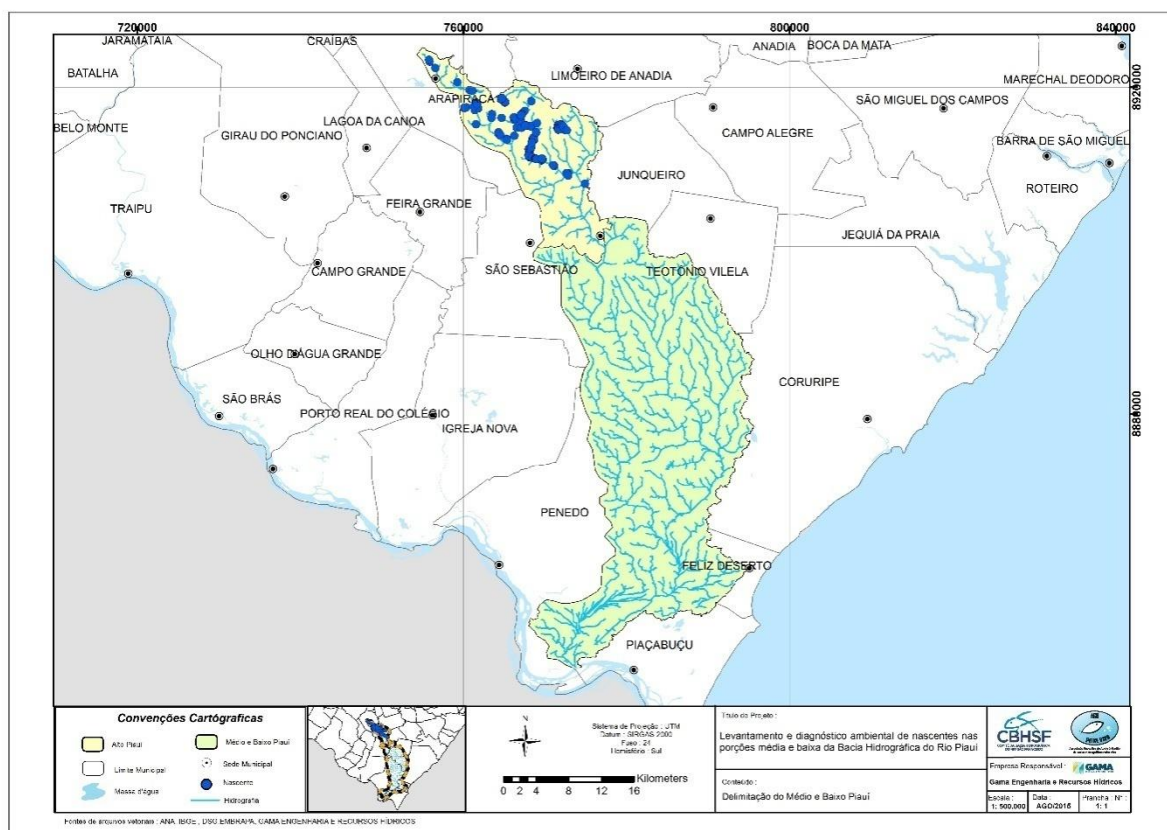 720000
760000
800000
840000
JARAMATAIA
CRAÍBAS
ANADIA
BOCA DA MATA
BATALHA
LIMOEIRO DE ANADIA
MARECHAL DEODORO
8920000
ARAPIRACA
SÃO MIGUEL DOS CAMPOS
BELO MONTE
LAGOA DA CANOA
GIRAU DO PONCIANO
CAMPO ALEGRE
BARRA DE SÃO MIGUEL
JUNQUEIRO
ROTEIRO
TRAIPU
FEIRA GRANDE
JEQUIÁ DA PRAIA
CAMPO GRANDE
SÃO SEBASTIÃO
TEOTÔNIO VILELA
OLHO D'ÁGUA GRANDE
CORURIPE
SÃO BRÁS
PORTO REAL DO COLÉGIO
8880000
IGREJA NOVA
PENEDO
FELIZ DESERTO
PIAÇABUÇU
Convenções Cartógraficas
Alto Piauí
Médio e Baixo Piauí
Limite Municipal
Sede Municipal
Massa d'água
Nascente
Hidrografia
N
Sistema de Projeção : UTM
Datum : SIRGAS 2000
Fuso : 24
Hemisfério : Sul
Kilometers
0 2 4 8 12 16
Título do Projeto :
Levantamento e diagnóstico ambiental de nascentes nas
porções média e baixa da Bacia Hidrográfica do Rio Piauí
Conteúdo :
Delimitação do Médio e Baixo Piauí
CBHSF
Empresa Responsável :
GAMA
Gama Engenharia e Recursos Hídricos
Escala :
1: 500.000
Data :
AGO/2015
Prancha : Nº :
1: 1
Fontes de arquivos vetoriais : ANA, IBGE , DSG EMBRAPA, GAMA ENGENHARIA E RECURSOS HÍDRICOS